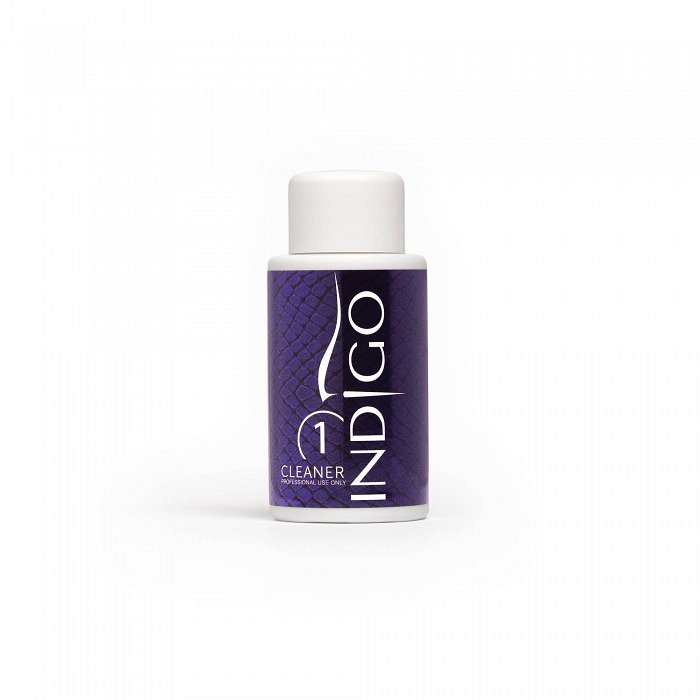 INDIGO
1
CLEANER
PROFESSIONAL USE ONLY